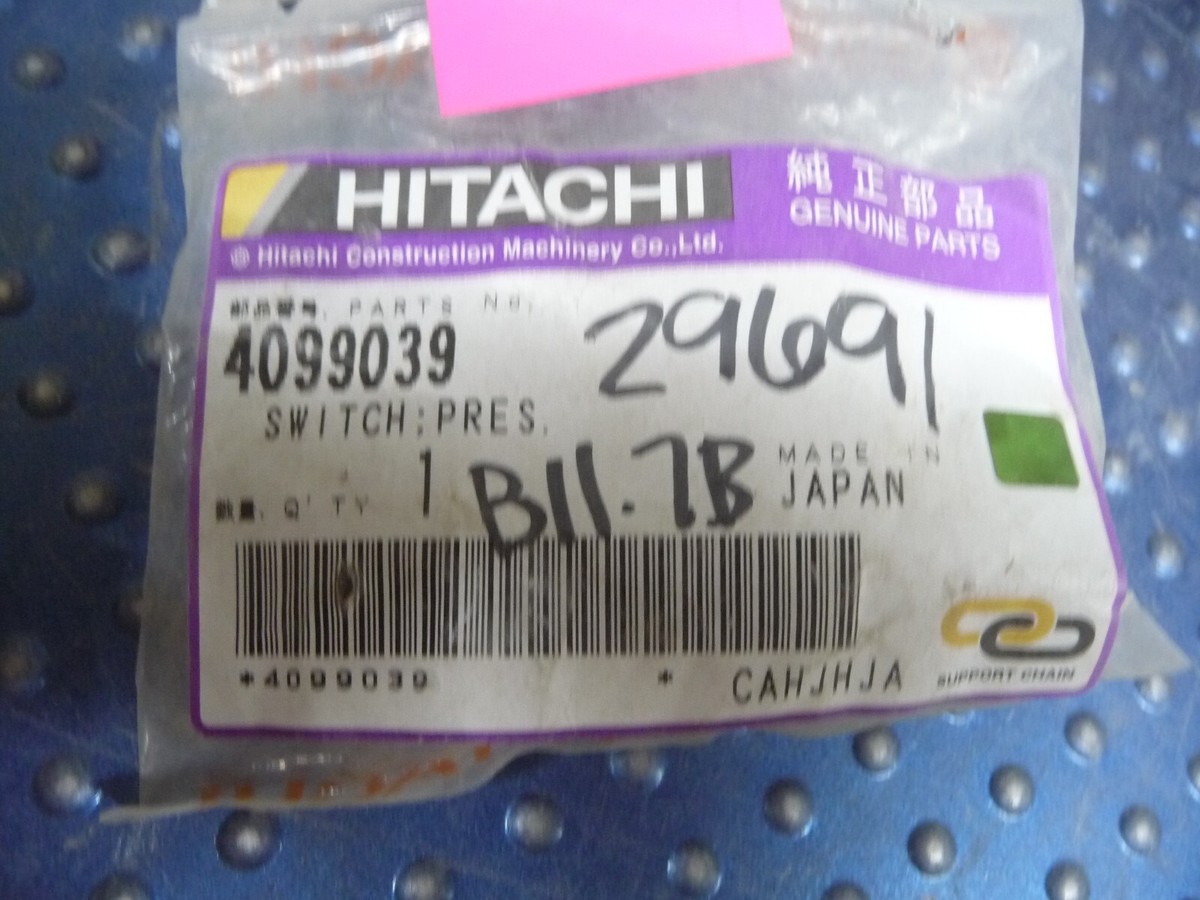 HITACHI
純正部品
GENUINE PARTS
Hitachi Construction Machinery Co.,Ltd.
部品番号. PARTS No.
4099039
29691
SWITCH;PRES.
数量. Q'TY 1
B11.7B
MADE IN
JAPAN
*4099039 *
CAHJHJA
SUPPORT CHAIN